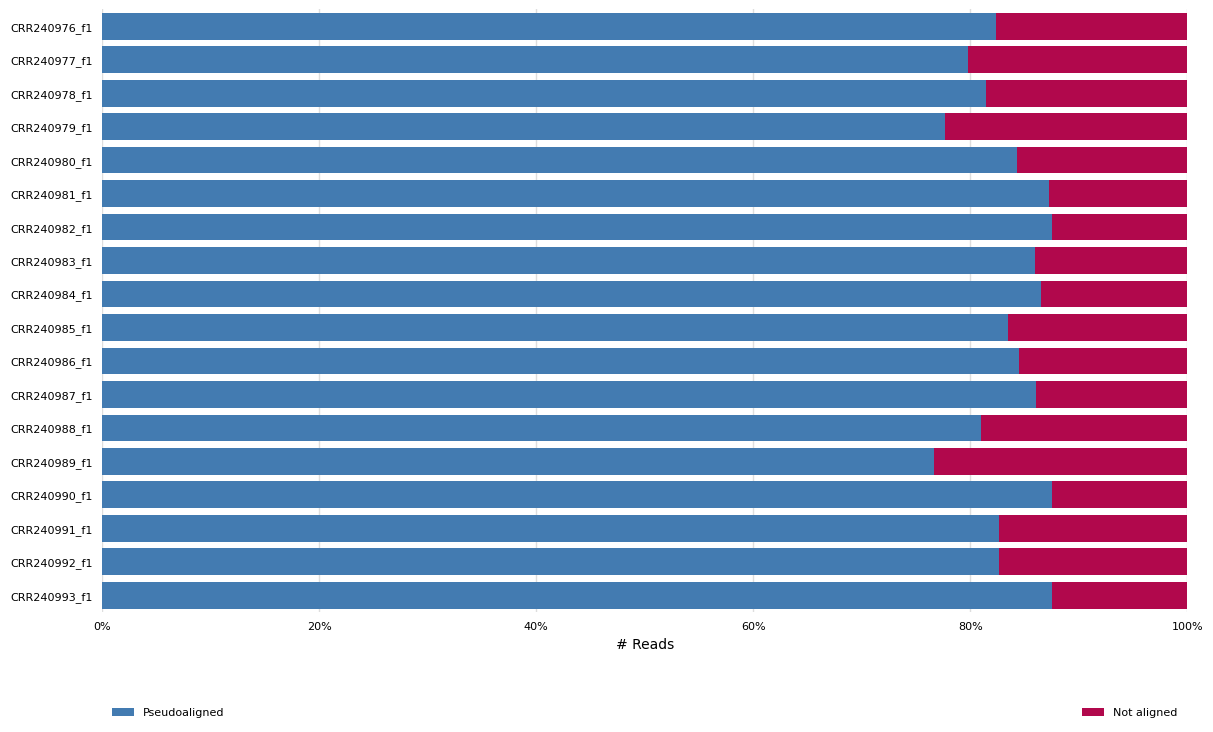 CRR240976_f1
CRR240977_f1
CRR240978_f1
CRR240979_f1
CRR240980_f1
CRR240981_f1
CRR240982_f1
CRR240983_f1
CRR240984_f1
CRR240985_f1
CRR240986_f1
CRR240987_f1
CRR240988_f1
CRR240989_f1
CRR240990_f1
CRR240991_f1
CRR240992_f1
CRR240993_f1
0% 20% 40% 60% 80% 100%
# Reads
Pseudoaligned Not aligned